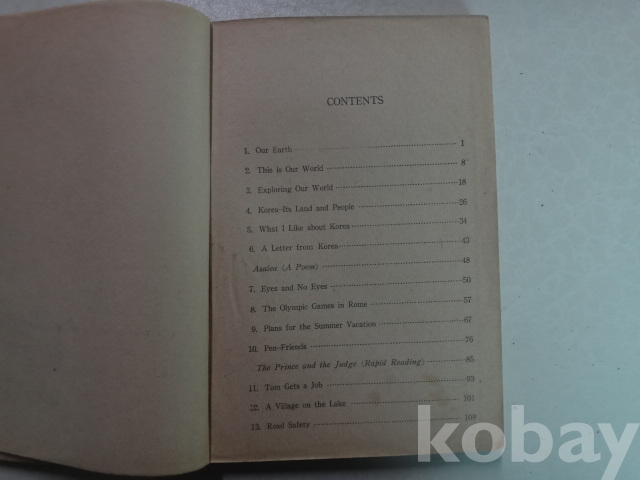 CONTENTS
1. Our Earth 1
2. This is Our World 8
3. Exploring Our World 18
4. Korea-Its Land and People 26
5. What I Like about Korea 34
6. A Letter from Korea 43
Azalea (A Poem) 48
7. Eyes and No Eyes 50
8. The Olympic Games in Rome 57
9. Plans for the Summer Vacation 67
10. Pen-Friends 76
The Prince and the Judge (Rapid Reading) 85
11. Tom Gets a Job 93
12. A Village on the Lake 101
13. Road Safety 109
kobay